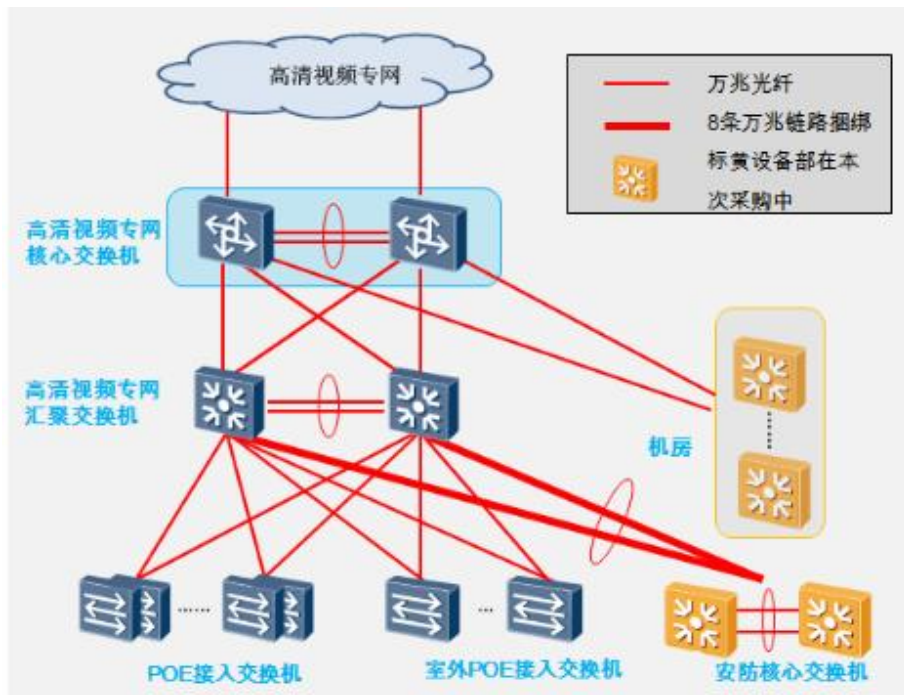 高清视频专网
万兆光纤
8条万兆链路捆绑
标黄设备部在本
次采购中
高清视频专网
核心交换机
高清视频专网
汇聚交换机
机房
......
...
POE接入交换机
室外POE接入交换机
安防核心交换机